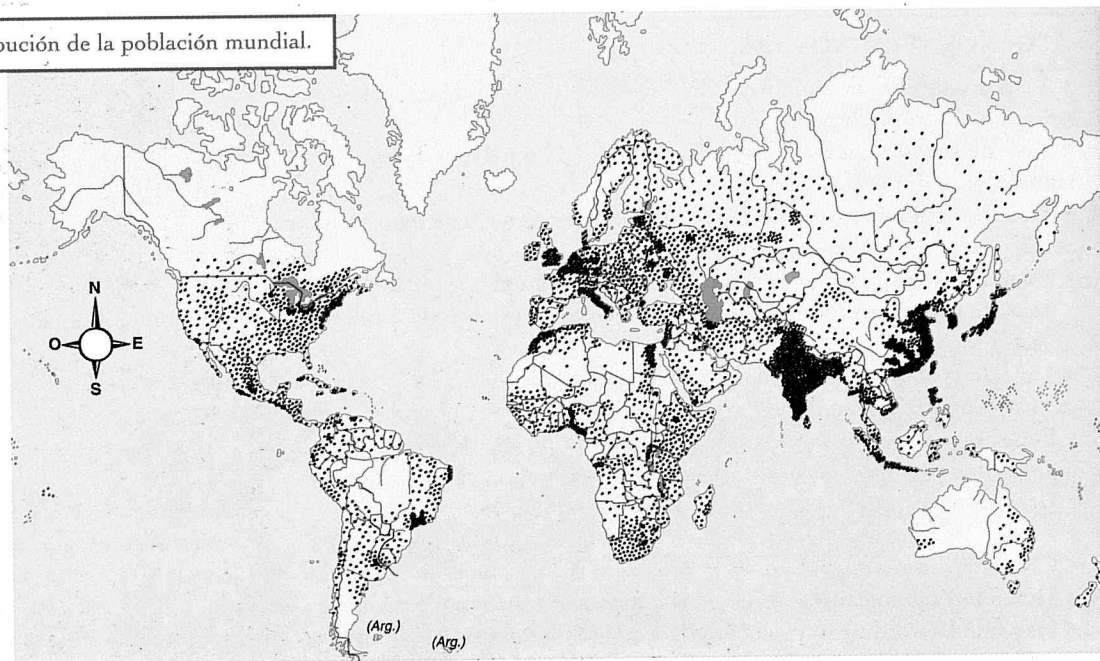 bución de la población mundial.
N
O E
S
(Arg.)
(Arg.)